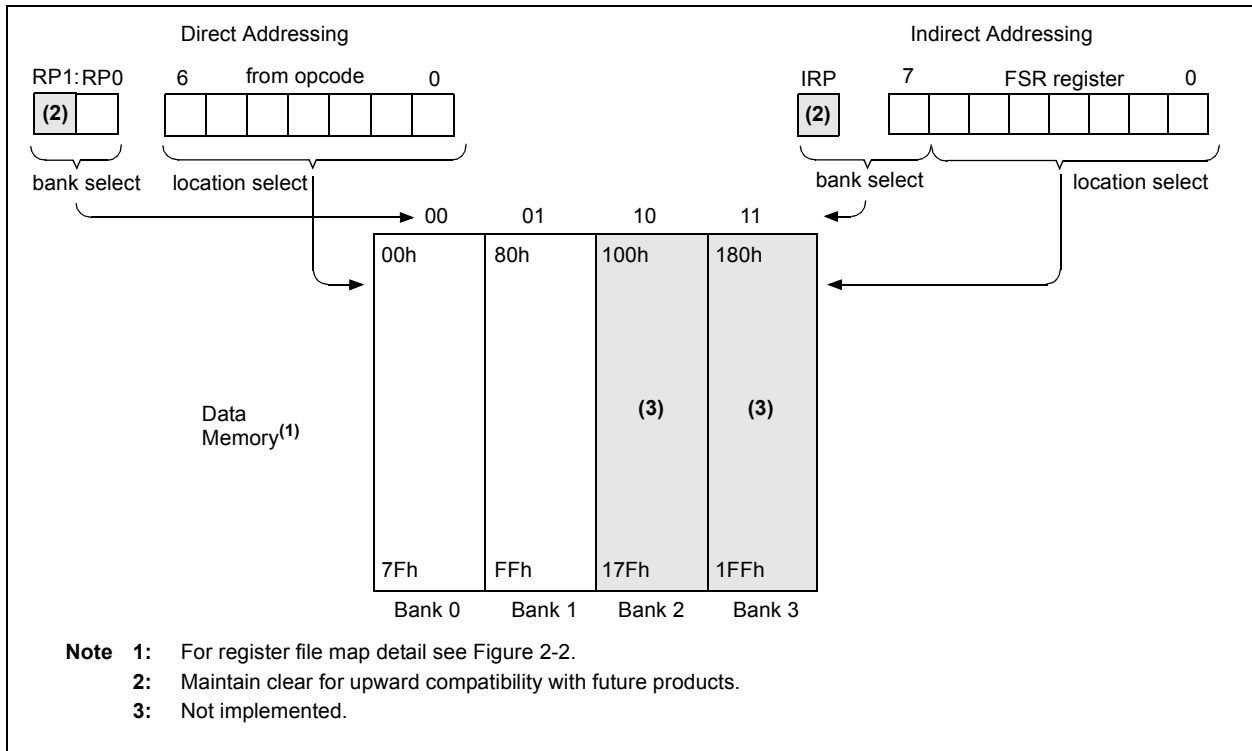 Direct Addressing
Indirect Addressing
RP1:RP0
6
from opcode
0
IRP
7
FSR register
0
(2)
(2)
bank select
location select
bank select
location select
00
01
10
11
00h
80h
100h
180h
Data
Memory(1)
(3)
(3)
7Fh
FFh
17Fh
1FFh
Bank 0
Bank 1
Bank 2
Bank 3
Note 1: For register file map detail see Figure 2-2.
2: Maintain clear for upward compatibility with future products.
3: Not implemented.